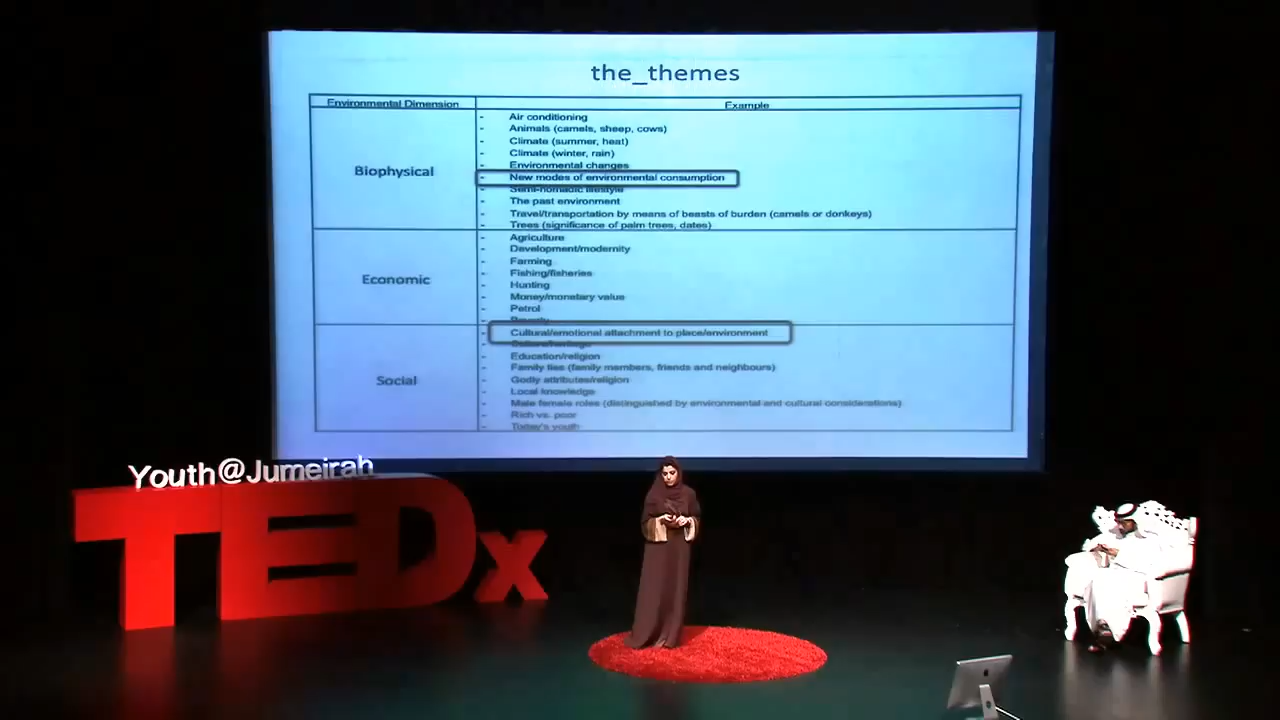 the_themes
Environmental Dimension
Example
Biophysical
- Air conditioning
- Animals (camels, sheep, cows)
- Climate (summer, heat)
- Climate (winter, rain)
- Environmental changes
- New modes of environmental consumption
- Semi-nomadic lifestyle
- The past environment
- Travel/transportation by means of beasts of burden (camels or donkeys)
- Trees (significance of palm trees, dates)
Economic
- Agriculture
- Development/modernity
- Farming
- Fishing/fisheries
- Hunting
- Money/monetary value
- Petrol
- Poverty
Social
- Cultural/emotional attachment to place/environment
- Culture/heritage
- Education/religion
- Family ties (family members, friends and neighbours)
- Godly attributes/religion
- Local knowledge
- Male female roles (distinguished by environmental and cultural considerations)
- Rich vs. poor
- Today's youth
Youth@Jumeirah
TEDx